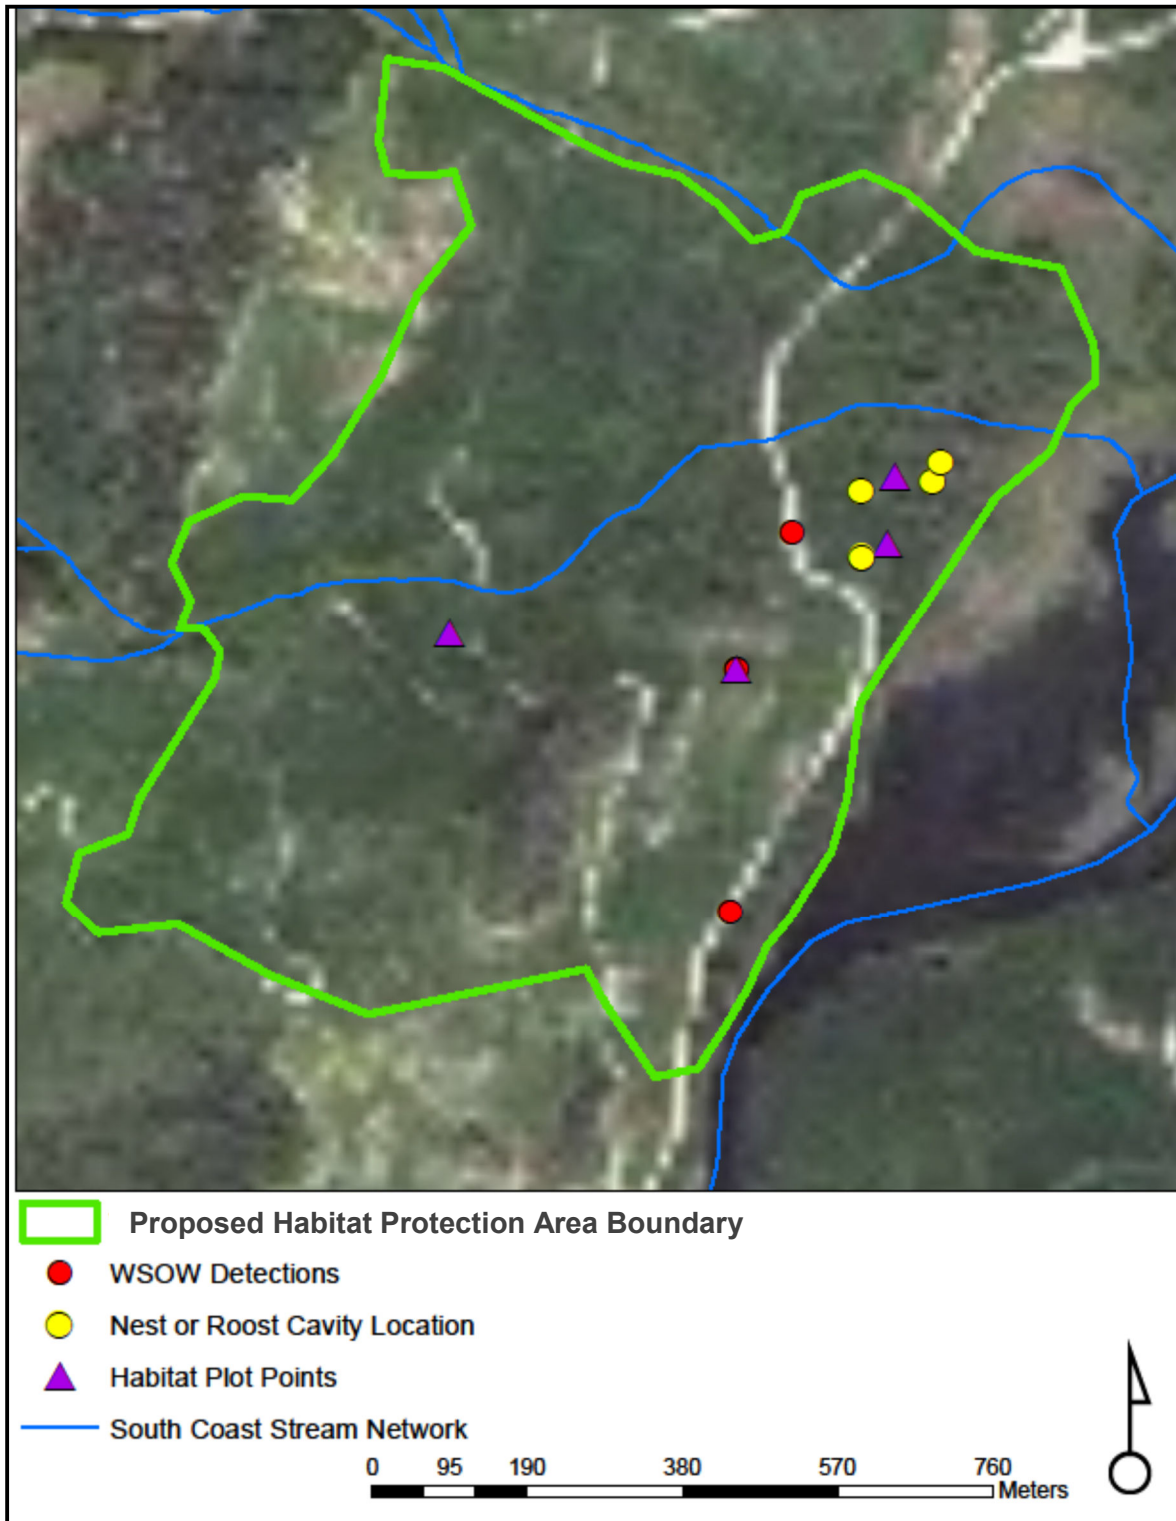 Proposed Habitat Protection Area Boundary
WSOW Detections
Nest or Roost Cavity Location
Habitat Plot Points
South Coast Stream Network
0 95 190 380 570 760
Meters